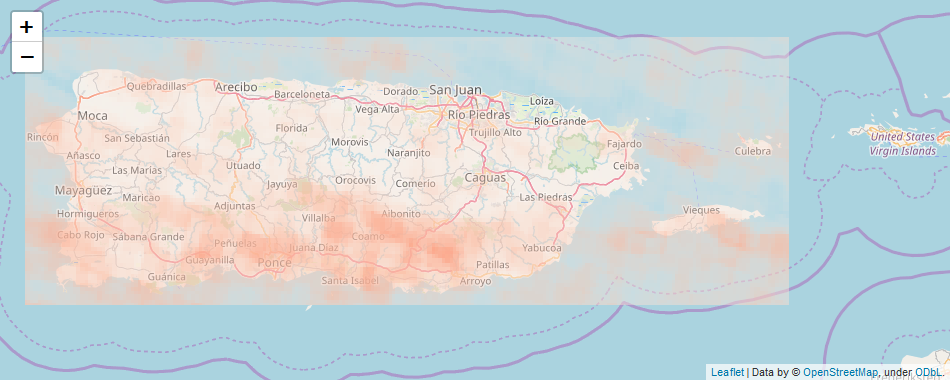 +
−
Quebradillas
Arecibo
Barceloneta
Dorado
San Juan
Loíza
Moca
Vega Alta
Río Piedras
Río Grande
Florida
Trujillo Alto
Rincón
San Sebastián
Morovis
Fajardo
United States
Virgin Islands
Añasco
Lares
Naranjito
Culebra
Las Marías
Utuado
Ceiba
Mayagüez
Jayuya
Orocovis
Comerio
Caguas
Maricao
Las Piedras
Hormigueros
Adjuntas
Villalba
Aibonito
Vieques
Cabo Rojo
Sábana Grande
Peñuelas
Juana Díaz
Coamo
Yabucoa
Guayanilla
Ponce
Patillas
Guánica
Santa Isabel
Arroyo
Leaflet | Data by © OpenStreetMap, under ODbL.